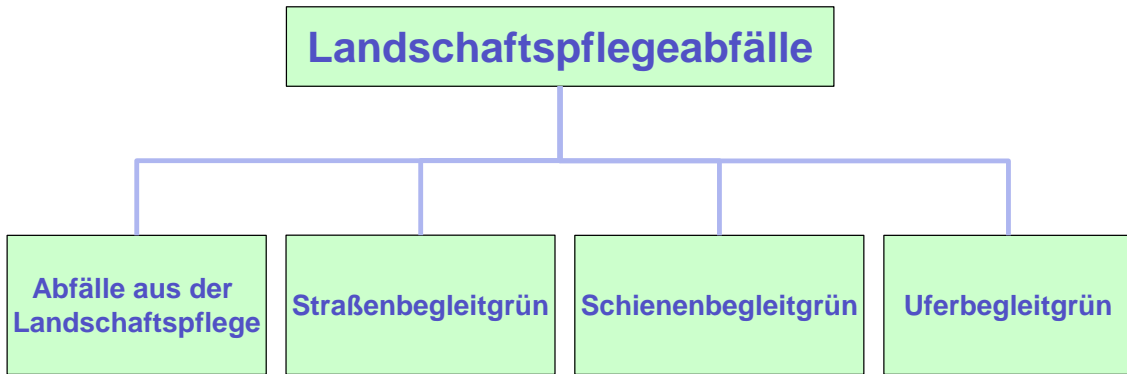 Landschaftspflegeabfälle
Abfälle aus der
Landschaftspflege
Straßenbegleitgrün
Schienenbegleitgrün
Uferbegleitgrün